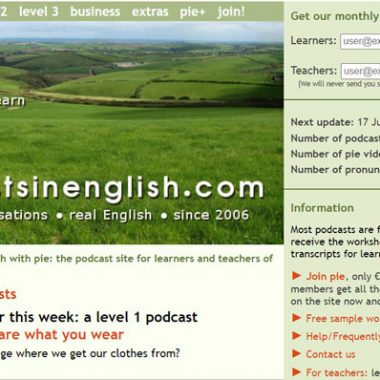 2 level 3 business extras pie+ join!
earn
tsinenglish.com
sations • real English • since 2006
h with pie: the podcast site for learners and teachers of
sts
r this week: a level 1 podcast
are what you wear
ge where we get our clothes from?
Get our monthly
Learners: user@ex
Teachers: user@ex
(We will never send you s
Next update: 17 Ju
Number of podcas
Number of pie vide
Number of pronun
Information
Most podcasts are f
receive the worksh
transcripts for learn
► Join pie, only €
members get all the
on the site now and
► Free sample wo
► Help/Frequently
► Contact us
► For teachers: le